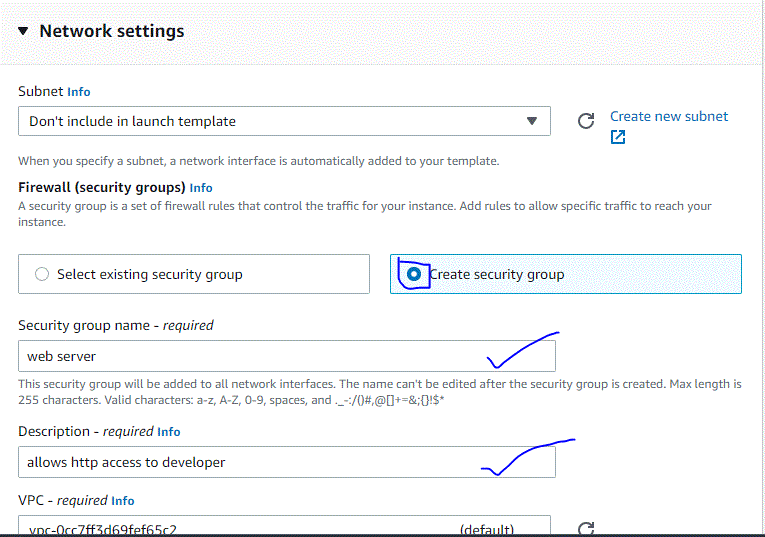 Network settings
Subnet Info
Don't include in launch template
Create new subnet
When you specify a subnet, a network interface is automatically added to your template.
Firewall (security groups) Info
A security group is a set of firewall rules that control the traffic for your instance. Add rules to allow specific traffic to reach your
instance.
Select existing security group
Create security group
Security group name - required
web server
This security group will be added to all network interfaces. The name can't be edited after the security group is created. Max length is
255 characters. Valid characters: a-z, A-Z, 0-9, spaces, and ._-:/()#,@[]+=&;{}!$*
Description - required Info
allows http access to developer
VPC - required Info
vpc-0cc7ff3d69fef65c2 (default)